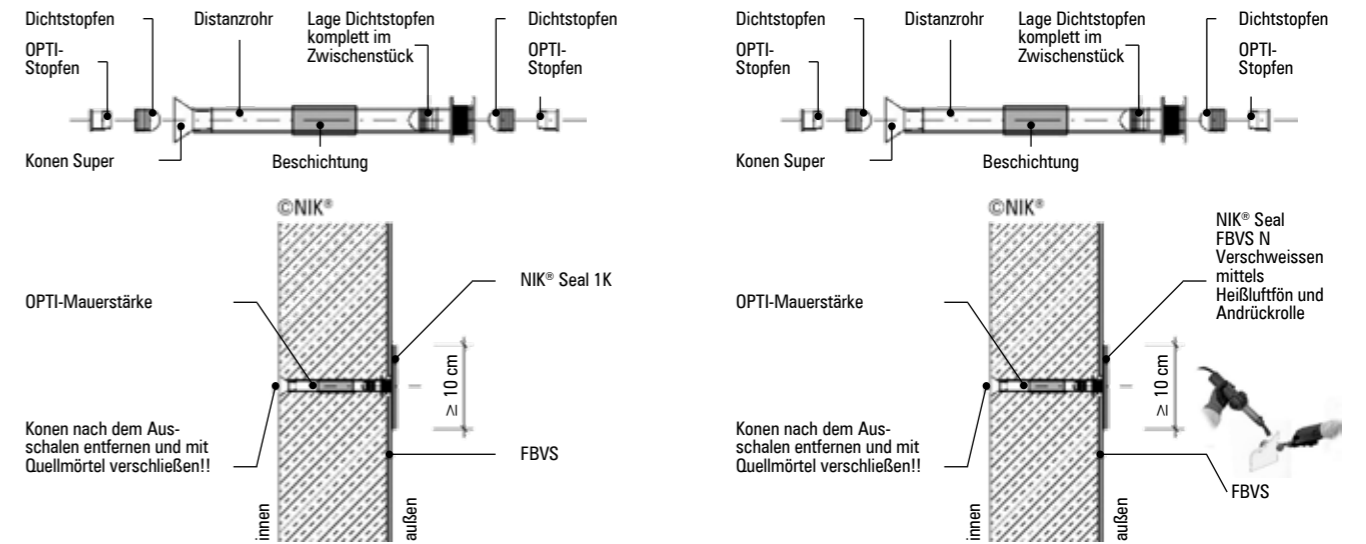 Dichtstopfen
Distanzrohr
Lage Dichtstopfen
komplett im
Zwischenstück
Dichtstopfen
OPTI-
Stopfen
OPTI-
Stopfen
Konen Super
Beschichtung
©NIK®
NIK® Seal 1K
OPTI-Mauerstärke
≥ 10 cm
Konen nach dem Aus-
schalen entfernen und mit
Quellmörtel verschließen!!
FBVS
innen
außen
Dichtstopfen
Distanzrohr
Lage Dichtstopfen
komplett im
Zwischenstück
Dichtstopfen
OPTI-
Stopfen
OPTI-
Stopfen
Konen Super
Beschichtung
©NIK®
NIK® Seal
FBVS N
Verschweissen
mittels
Heißluftfön und
Andrückrolle
OPTI-Mauerstärke
≥ 10 cm
Konen nach dem Aus-
schalen entfernen und mit
Quellmörtel verschließen!!
FBVS
innen
außen